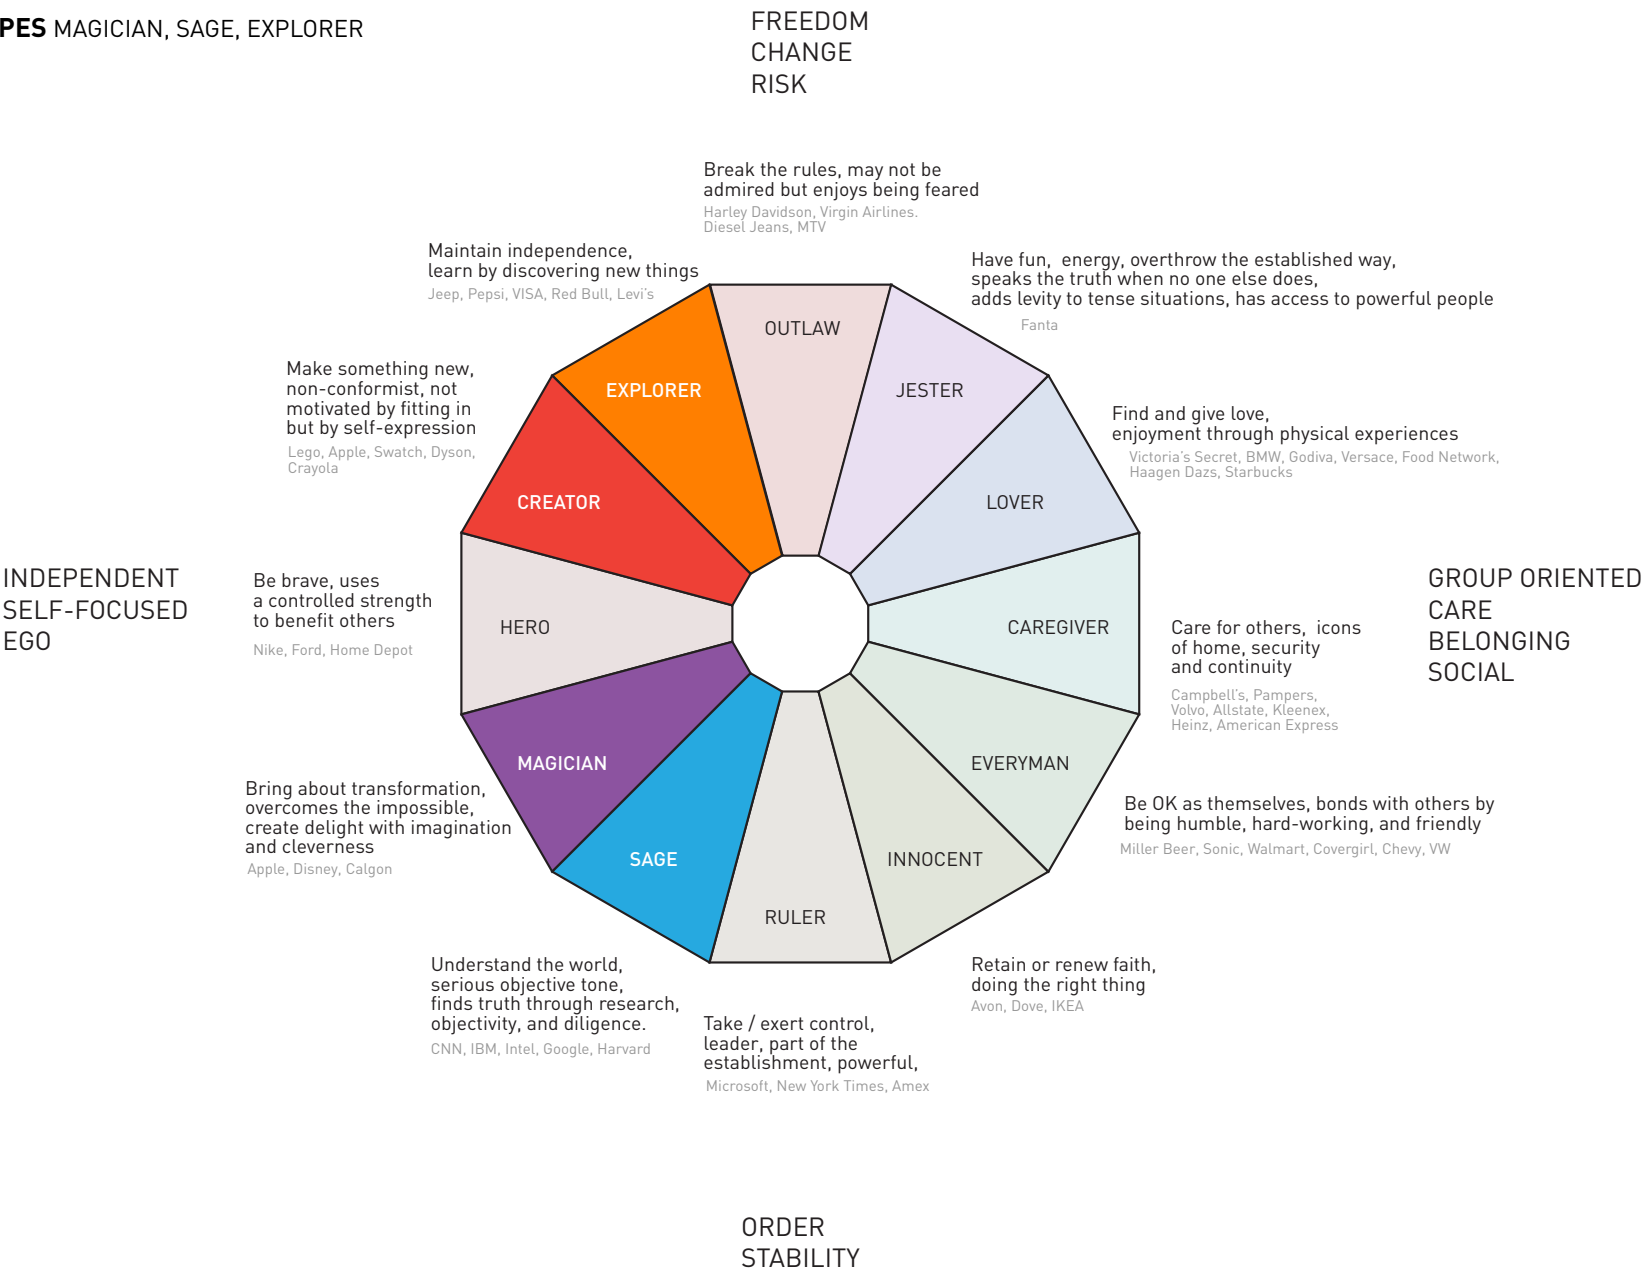 PES MAGICIAN, SAGE, EXPLORER
FREEDOM
CHANGE
RISK
Break the rules, may not be
admired but enjoys being feared
Harley Davidson, Virgin Airlines.
Diesel Jeans, MTV
Maintain independence,
learn by discovering new things
Jeep, Pepsi, VISA, Red Bull, Levi's
Have fun,  energy, overthrow the established way,
speaks the truth when no one else does,
adds levity to tense situations, has access to powerful people
Fanta
OUTLAW
EXPLORER
JESTER
Make something new,
non-conformist, not
motivated by fitting in
but by self-expression
Lego, Apple, Swatch, Dyson,
Crayola
Find and give love,
enjoyment through physical experiences
Victoria's Secret, BMW, Godiva, Versace, Food Network,
Haagen Dazs, Starbucks
CREATOR
LOVER
INDEPENDENT
SELF-FOCUSED
EGO
Be brave, uses
a controlled strength
to benefit others
Nike, Ford, Home Depot
HERO
CAREGIVER
Care for others,  icons
of home, security
and continuity
Campbell's, Pampers,
Volvo, Allstate, Kleenex,
Heinz, American Express
GROUP ORIENTED
CARE
BELONGING
SOCIAL
MAGICIAN
EVERYMAN
Bring about transformation,
overcomes the impossible,
create delight with imagination
and cleverness
Apple, Disney, Calgon
Be OK as themselves, bonds with others by
being humble, hard-working, and friendly
Miller Beer, Sonic, Walmart, Covergirl, Chevy, VW
SAGE
INNOCENT
RULER
Understand the world,
serious objective tone,
finds truth through research,
objectivity, and diligence.
CNN, IBM, Intel, Google, Harvard
Take / exert control,
leader, part of the
establishment, powerful,
Microsoft, New York Times, Amex
Retain or renew faith,
doing the right thing
Avon, Dove, IKEA
ORDER
STABILITY